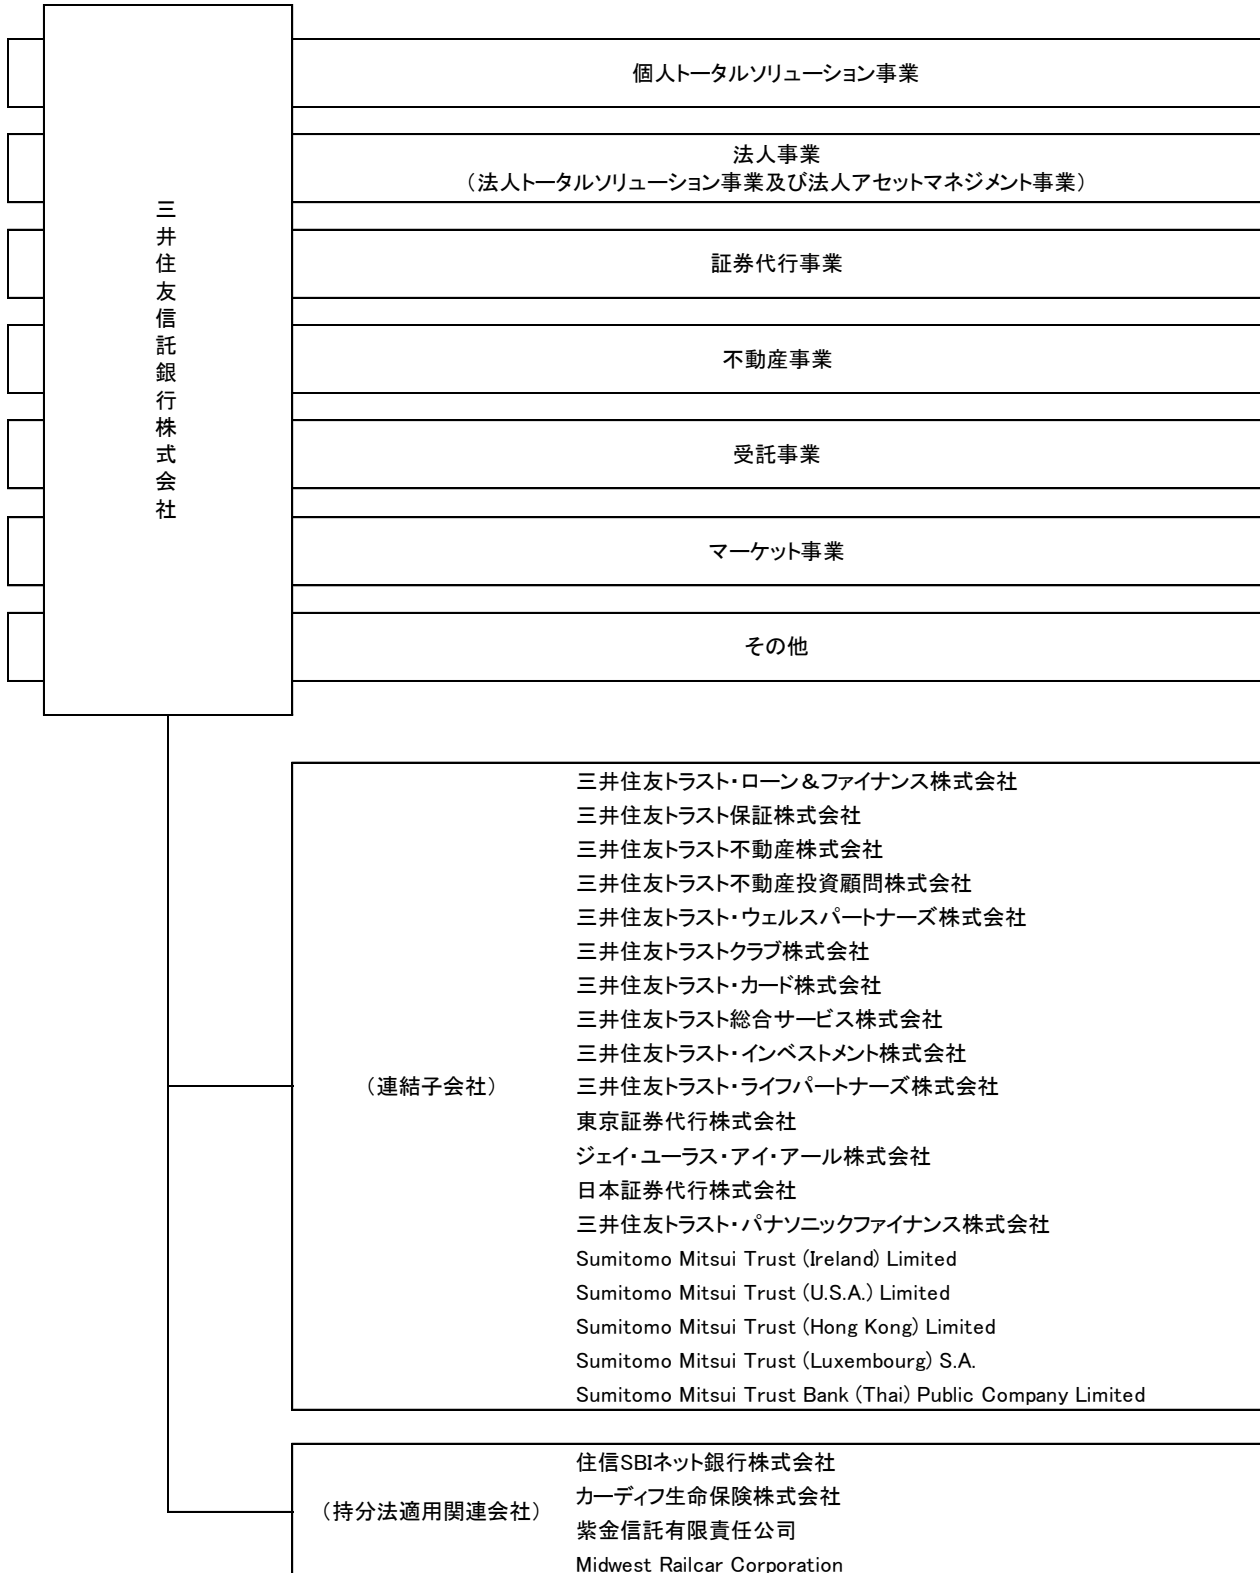 三井住友信託銀行株式会社
個人トータルソリューション事業
法人事業
（法人トータルソリューション事業及び法人アセットマネジメント事業）
証券代行事業
不動産事業
受託事業
マーケット事業
その他
（連結子会社）
三井住友トラスト・ローン＆ファイナンス株式会社
三井住友トラスト保証株式会社
三井住友トラスト不動産株式会社
三井住友トラスト不動産投資顧問株式会社
三井住友トラスト・ウェルスパートナーズ株式会社
三井住友トラストクラブ株式会社
三井住友トラスト・カード株式会社
三井住友トラスト総合サービス株式会社
三井住友トラスト・インベストメント株式会社
三井住友トラスト・ライフパートナーズ株式会社
東京証券代行株式会社
ジェイ・ユーラス・アイ・アール株式会社
日本証券代行株式会社
三井住友トラスト・パナソニックファイナンス株式会社
Sumitomo Mitsui Trust (Ireland) Limited
Sumitomo Mitsui Trust (U.S.A.) Limited
Sumitomo Mitsui Trust (Hong Kong) Limited
Sumitomo Mitsui Trust (Luxembourg) S.A.
Sumitomo Mitsui Trust Bank (Thai) Public Company Limited
（持分法適用関連会社）
住信SBIネット銀行株式会社
カーディフ生命保険株式会社
紫金信託有限責任公司
Midwest Railcar Corporation